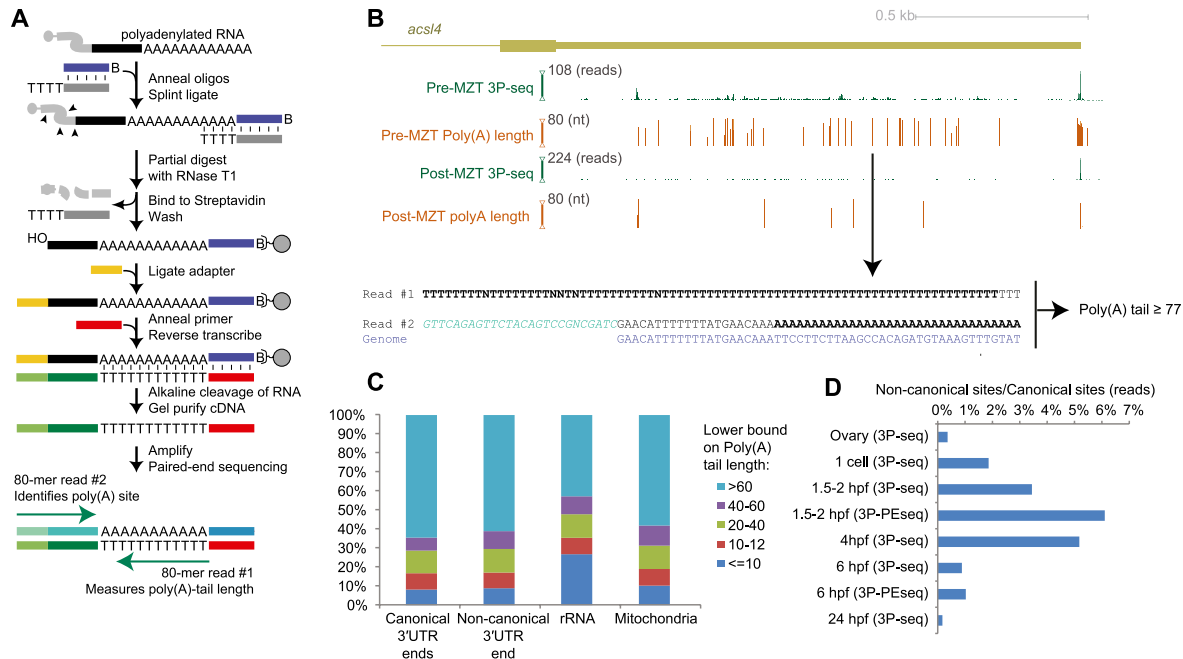 A
polyadenylated RNA
AAAAAAAAAAAA
B
TTTT
Anneal oligos
Splint ligate
AAAAAAAAAAAA
B
TTTT
Partial digest
with RNase T1
Bind to Streptavidin
Wash
TTTT
HO
AAAAAAAAAAAA
B
Ligate adapter
AAAAAAAAAAAA
B
Anneal primer
Reverse transcribe
AAAAAAAAAAAA
B
TTTTTTTTTTTT
Alkaline cleavage of RNA
Gel purify cDNA
TTTTTTTTTTTT
Amplify
Paired-end sequencing
80-mer read #2
Identifies poly(A) site
AAAAAAAAAAA
TTTTTTTTTTTT
80-mer read #1
Measures poly(A)-tail length
B
0.5 kb
acsl4
108 (reads)
Pre-MZT 3P-seq
80 (nt)
Pre-MZT Poly(A) length
224 (reads)
Post-MZT 3P-seq
80 (nt)
Post-MZT polyA length
Read #1
Read #2 GTTCAGAGTTCTACAGTCCGNCGATCGAACATTTTTTTATGAACAAAAAAAAAAAAAAAAAAAAAAAAAAAAAAAAAAA
Genome GAACATTTTTTTATGAACAAATTCCTTCTTAAGCCACAGATGTAAAGTTTGTAT
Poly(A) tail ≥ 77
C
100%
90%
80%
70%
60%
50%
40%
30%
20%
10%
0%
Canonical
3'UTR
ends
Non-canonical
3'UTR
end
rRNA
Mitochondria
Lower bound
on Poly(A)
tail length:
>60
40-60
20-40
10-12
<=10
D
Non-canonical sites/Canonical sites (reads)
0% 1% 2% 3% 4% 5% 6% 7%
Ovary (3P-seq)
1 cell (3P-seq)
1.5-2 hpf (3P-seq)
1.5-2 hpf (3P-PEseq)
4hpf (3P-seq)
6 hpf (3P-seq)
6 hpf (3P-PEseq)
24 hpf (3P-seq)